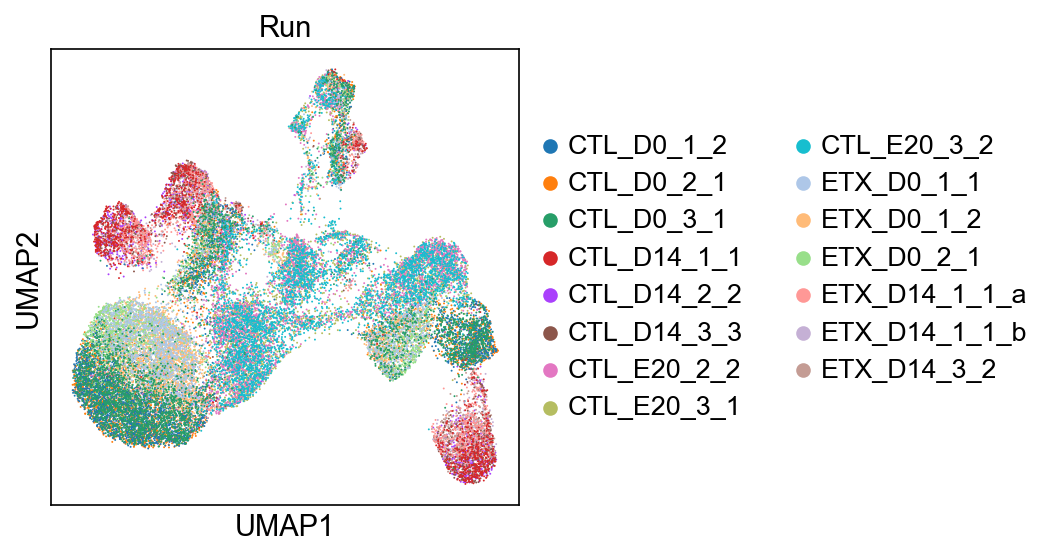 Run
UMAP2
UMAP1
CTL_D0_1_2
CTL_D0_2_1
CTL_D0_3_1
CTL_D14_1_1
CTL_D14_2_2
CTL_D14_3_3
CTL_E20_2_2
CTL_E20_3_1
CTL_E20_3_2
ETX_D0_1_1
ETX_D0_1_2
ETX_D0_2_1
ETX_D14_1_1_a
ETX_D14_1_1_b
ETX_D14_3_2